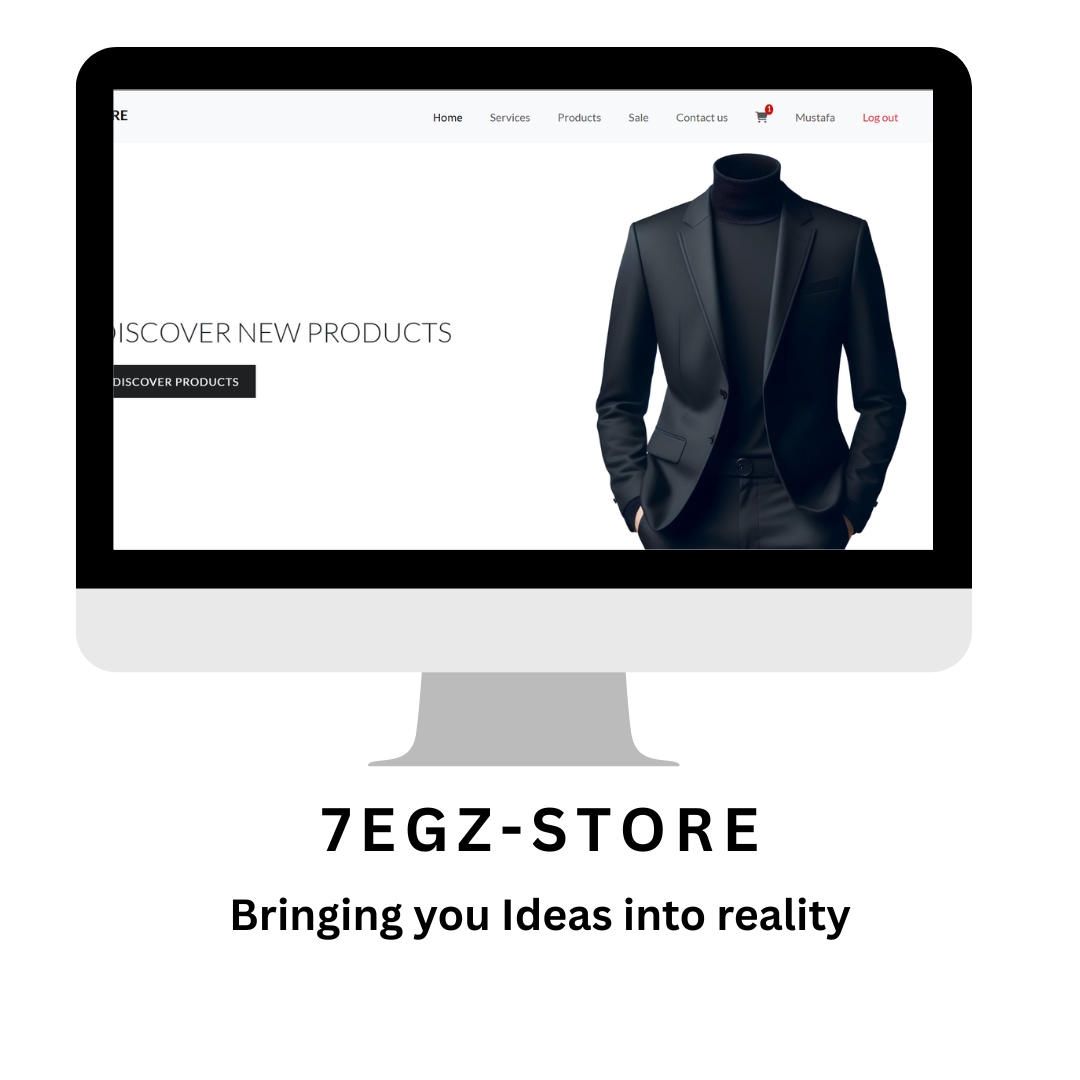 RE
Home Services Products Sale Contact us 1 Mustafa Log out
DISCOVER NEW PRODUCTS
DISCOVER PRODUCTS
7EGZ-STORE
Bringing you Ideas into reality